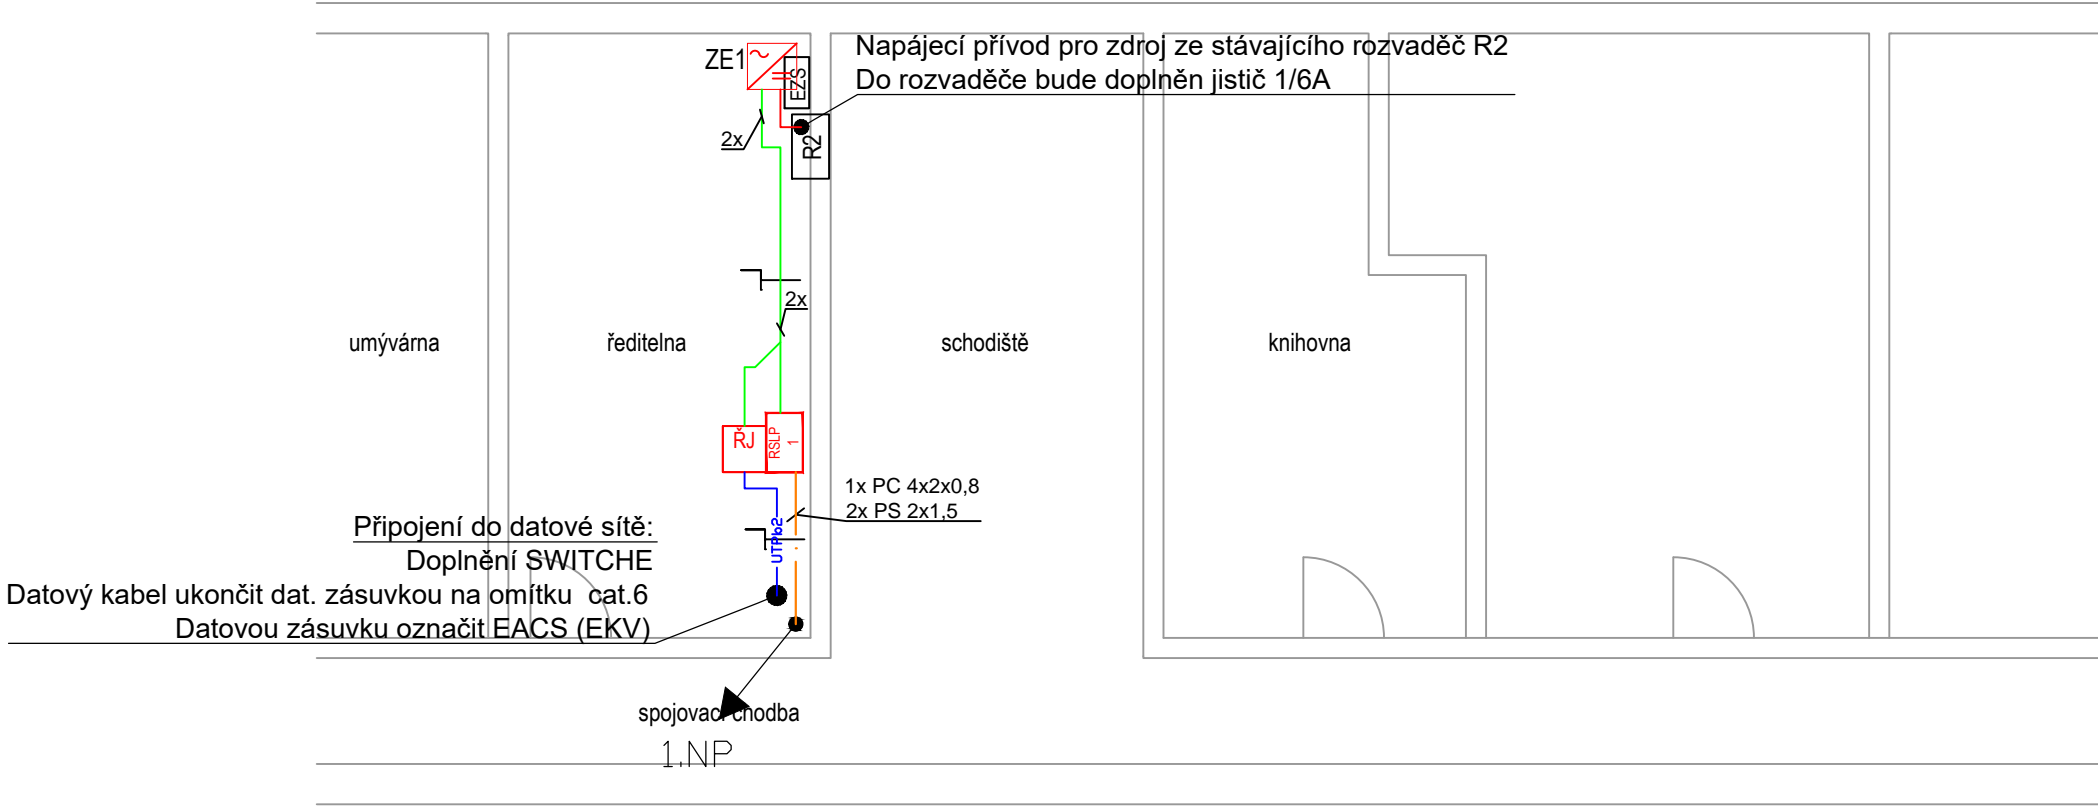 Napájecí přívod pro zdroj ze stávajícího rozvaděč R2
Do rozvaděče bude doplněn jistič 1/6A
ZE1
EZS
R2
2x
2x
umývárna
ředitelna
schodiště
knihovna
ŘJ
RSLP
1
1x PC 4x2x0,8
2x PS 2x1,5
UTPb2
Připojení do datové sítě:
Doplnění SWITCHE
Datový kabel ukončit dat. zásuvkou na omítku cat.6
Datovou zásuvku označit EACS (EKV)
spojovací chodba
1.NP